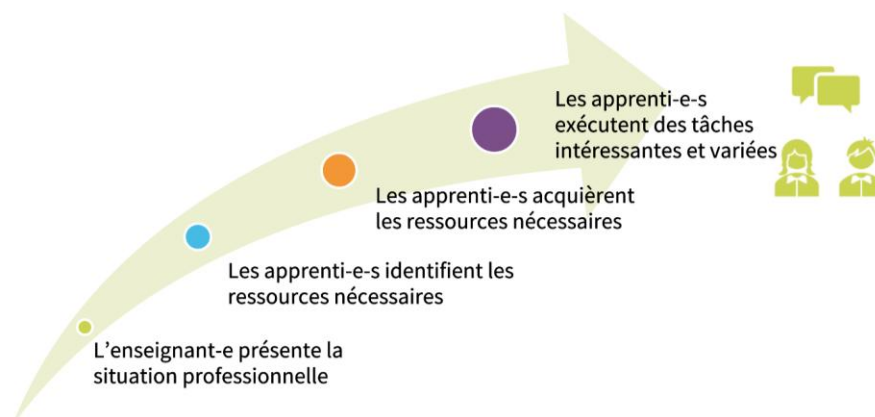 Les apprenti-e-s
exécutent des tâches
intéressantes et variées
Les apprenti-e-s acquièrent
les ressources nécessaires
Les apprenti-e-s identifient les
ressources nécessaires
L'enseignant-e présente la
situation professionnelle